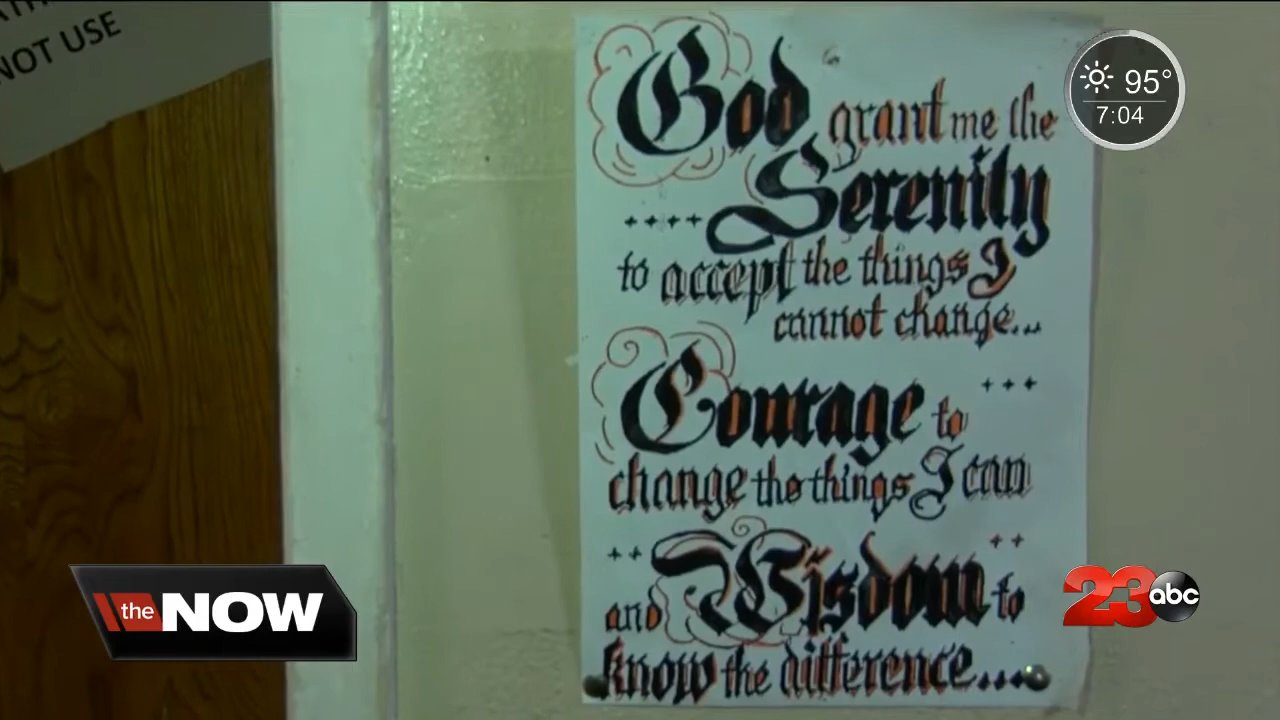 NOT USE
95°
7:04
God grant me the
Serenity
to accept the things I
cannot change...
Courage to
change the things I can
and Wisdom to
know the difference....
the NOW
23 abc